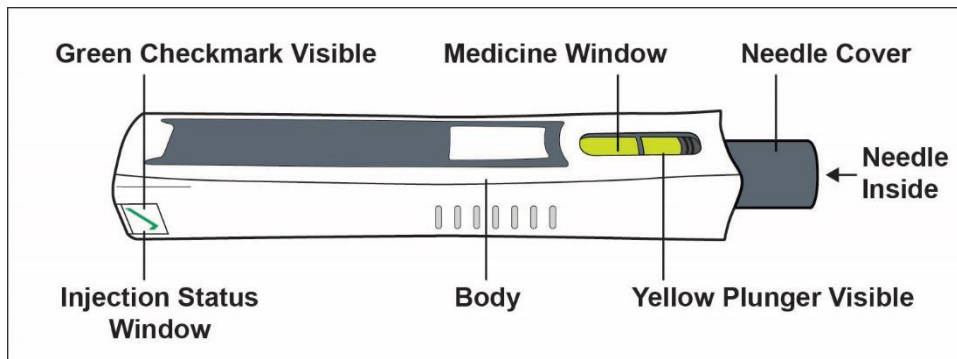 Green Checkmark Visible
Medicine Window
Needle Cover
Needle
Inside
Injection Status
Window
Body
Yellow Plunger Visible